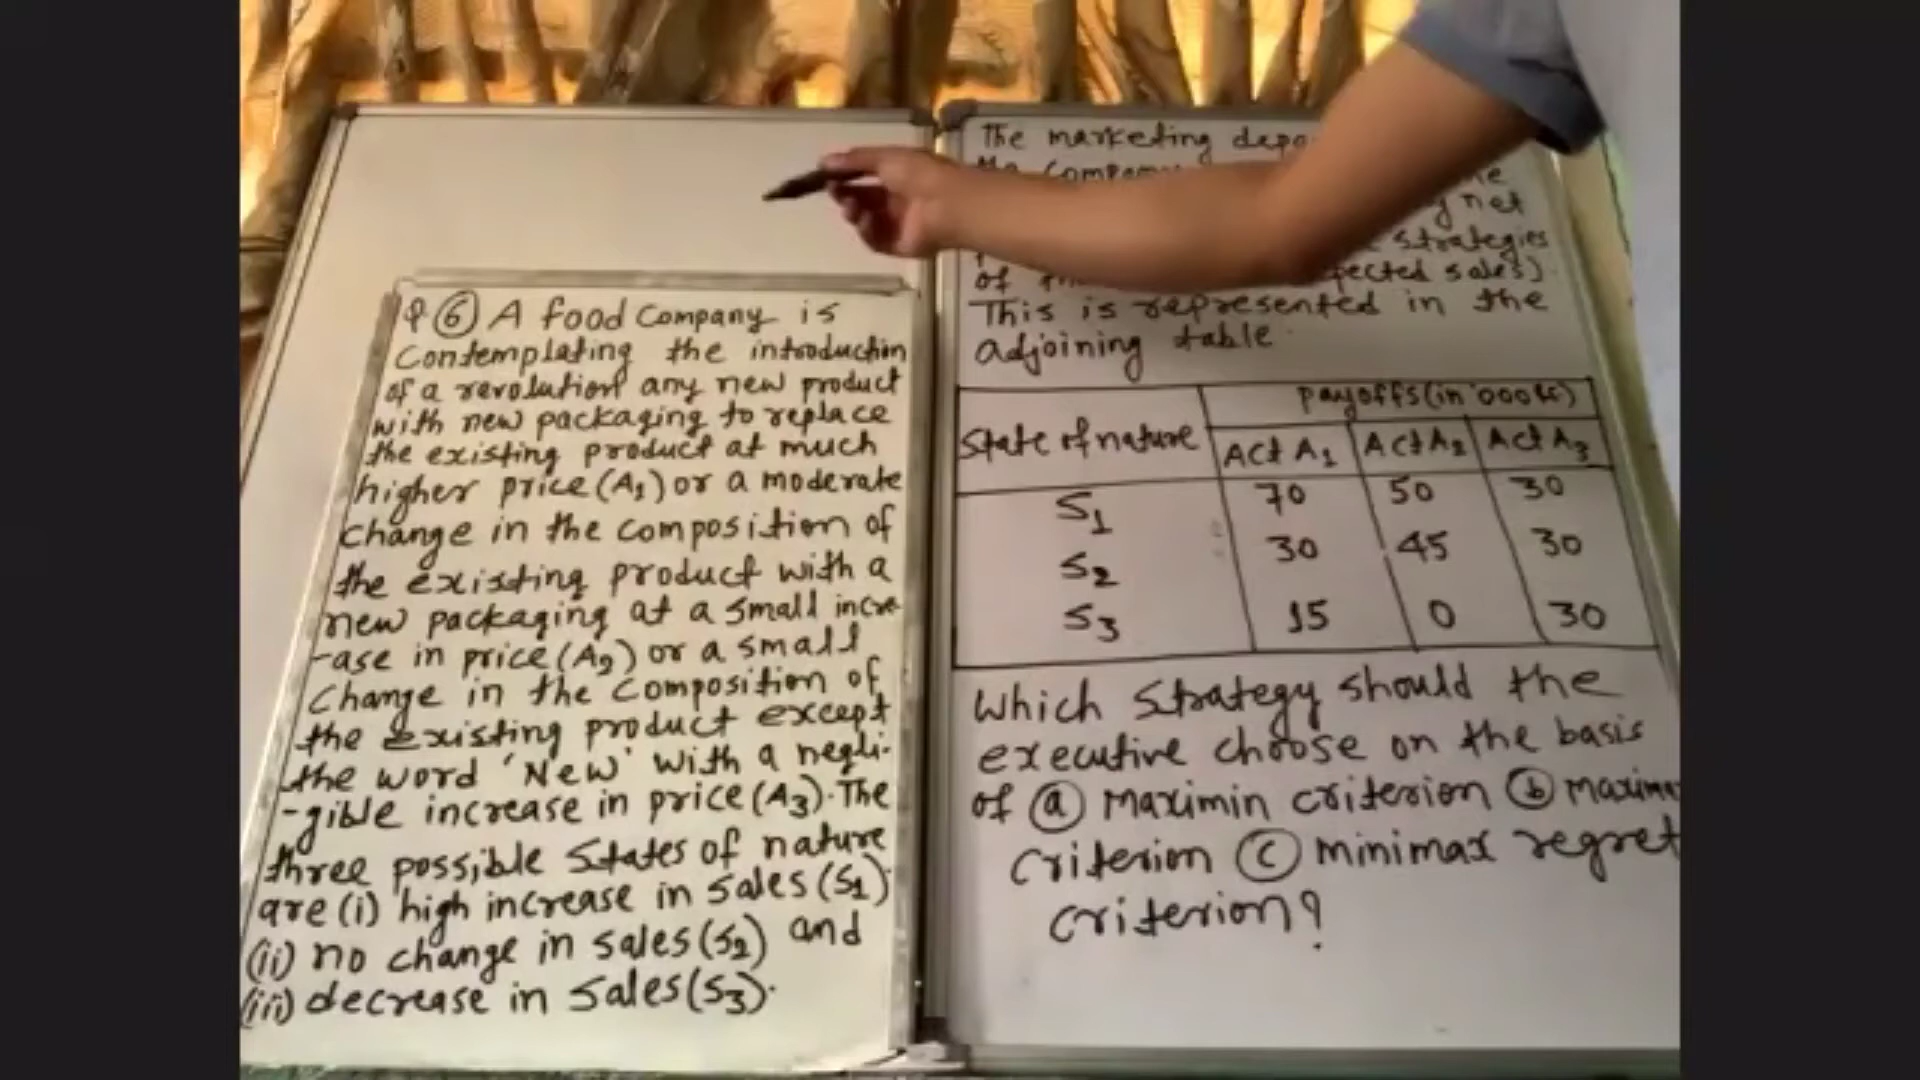 Q ⑥ A food company is
contemplating the introduction
of a revolution any new product
with new packaging to replace
the existing product at much
higher price (A1) or a moderate
change in the composition of
the existing product with a
new packaging at a small incre
-ase in price (A2) or a small
change in the composition of
the existing product except
the word 'New' with a negli-
-gible increase in price (A3). The
three possible States of nature
are (i) high increase in sales (S1)
(ii) no change in sales (S2) and
(iii) decrease in sales (S3).
The marketing
company
net
strategies
of sales).
This is represented in the
adjoining table.
State of nature
payoffs (in '000 Rs)
Act A1 Act A2 Act A3
S1 70 50 30
S2 30 45 30
S3 15 0 30
Which strategy should the
executive choose on the basis
of ⓐ maximin criterion ⓑ
criterion ⓒ minimax regret
criterion?